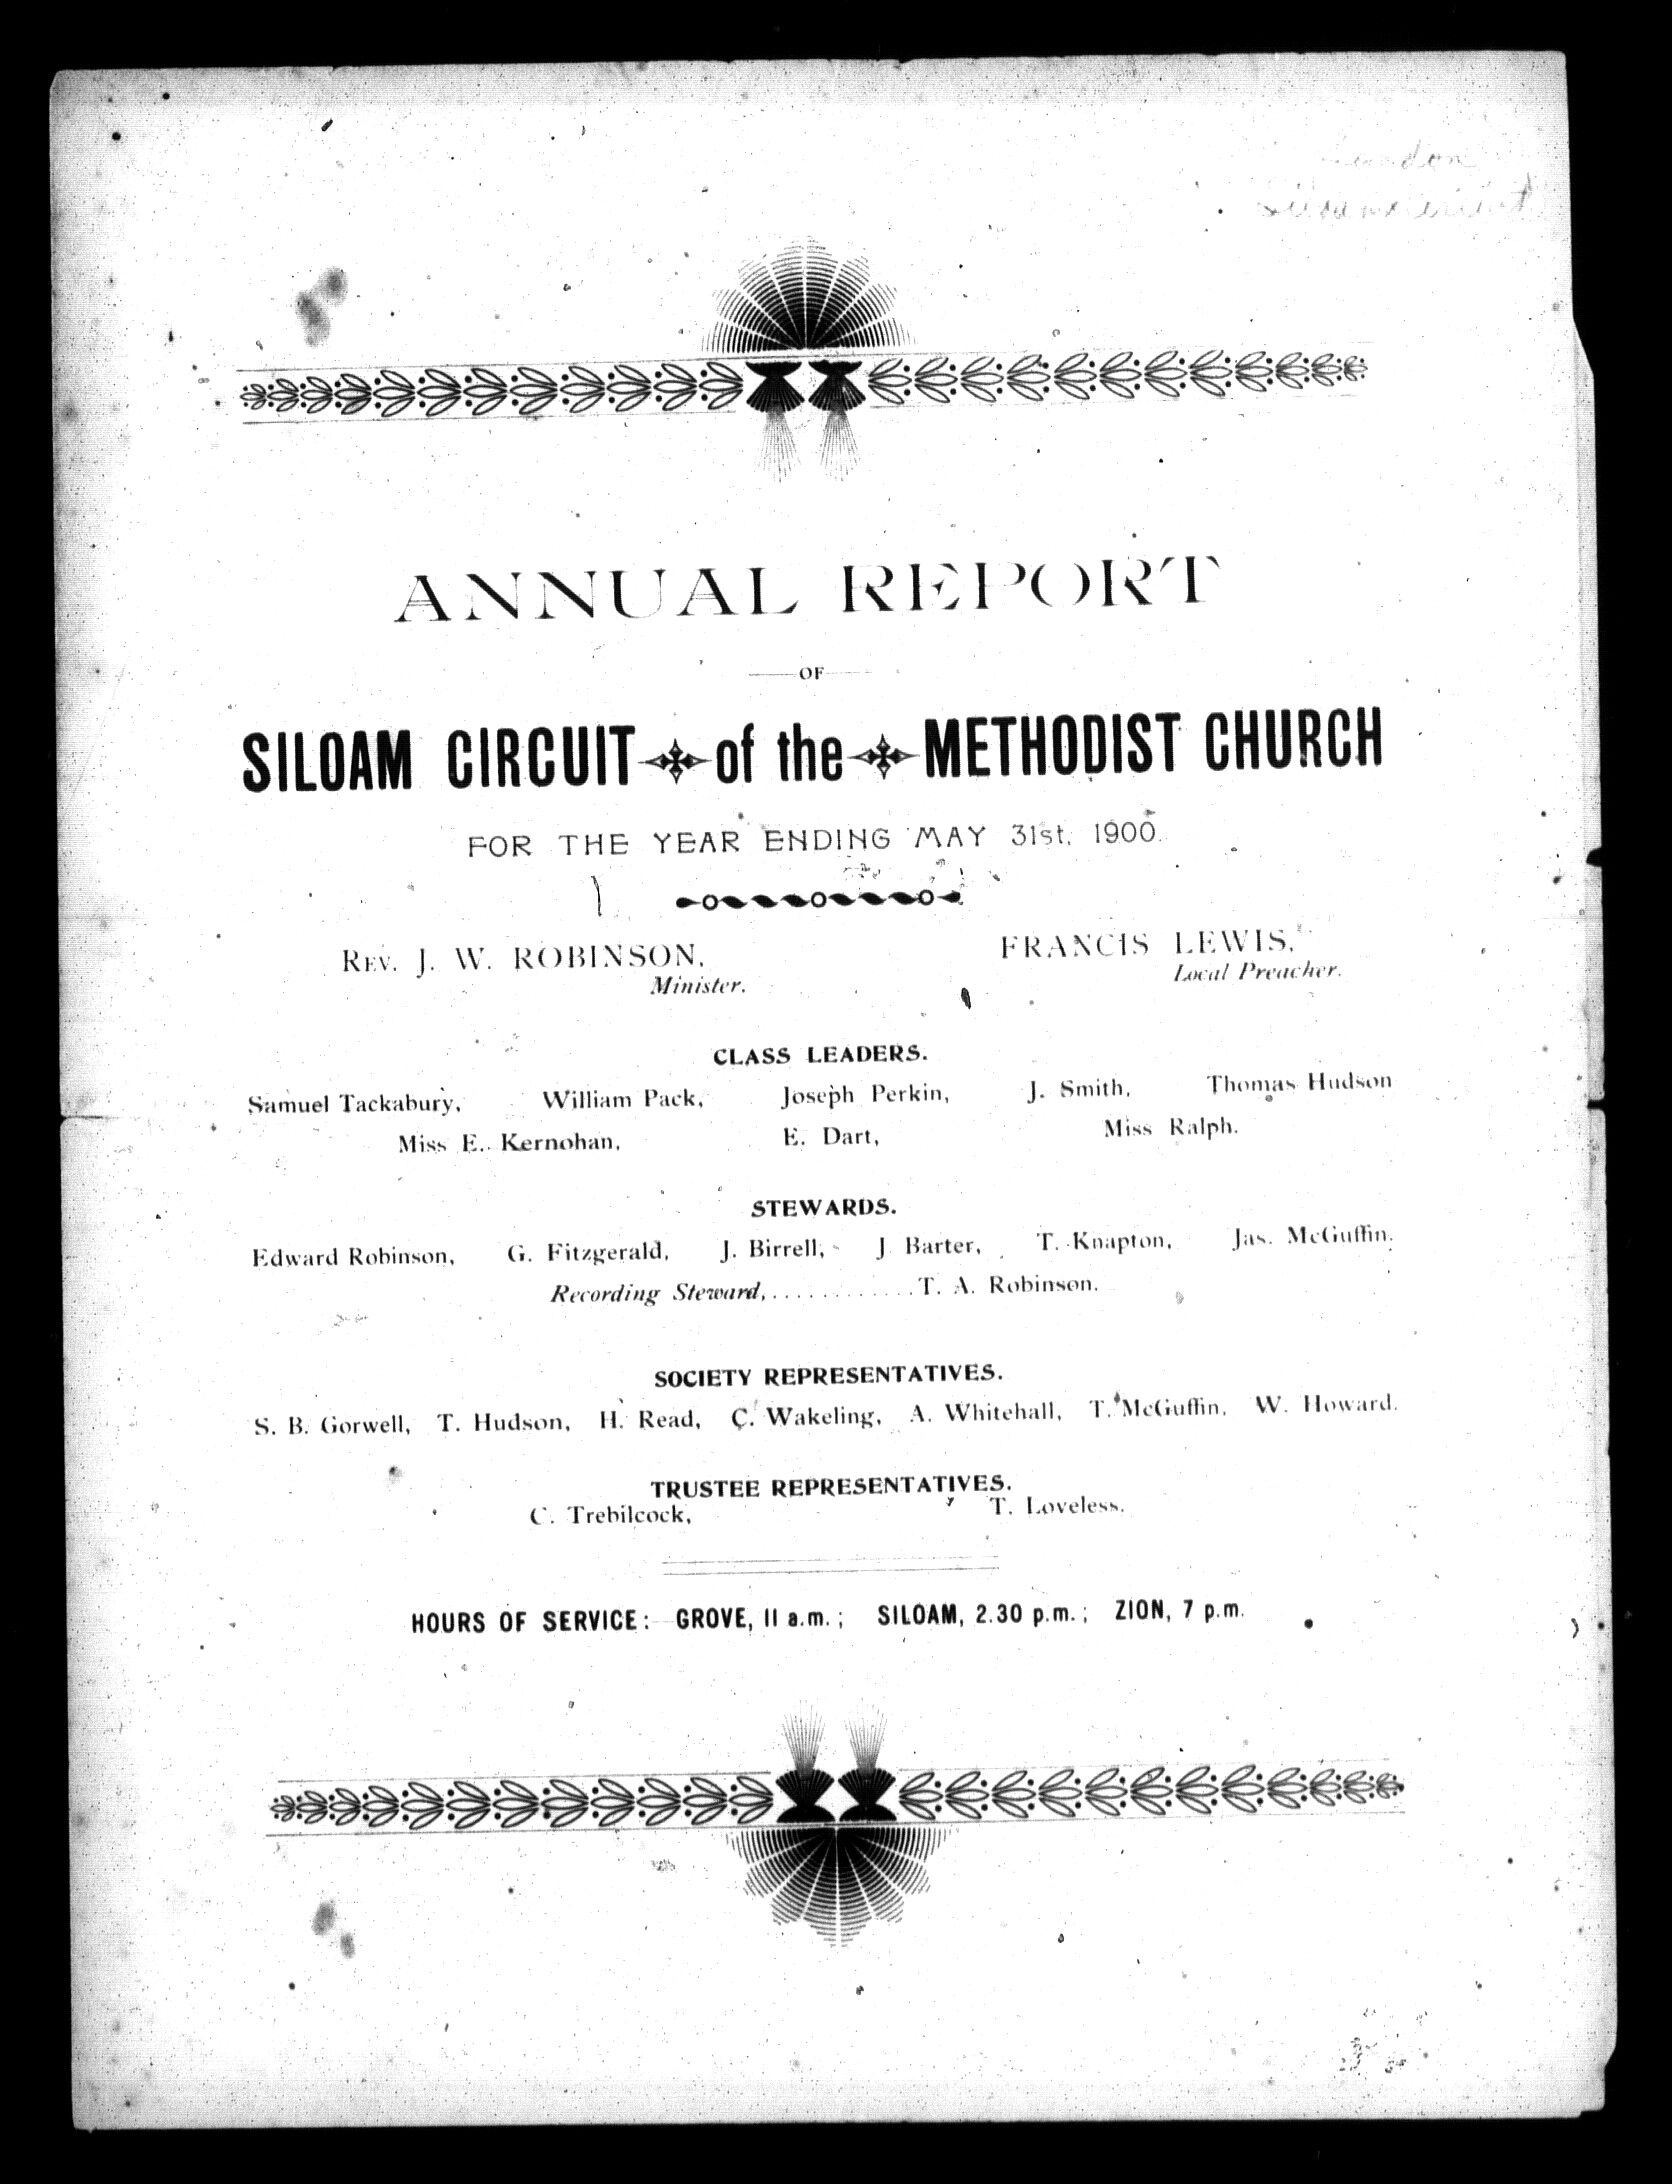 London
Siloam Circuit
ANNUAL REPORT
OF
SILOAM CIRCUIT of the METHODIST CHURCH
FOR THE YEAR ENDING MAY 31st, 1900.
REV. J. W. ROBINSON, FRANCIS LEWIS,
Minister. Local Preacher.
CLASS LEADERS.
Samuel Tackabury, William Pack, Joseph Perkin, J. Smith, Thomas Hudson
Miss E. Kernohan, E. Dart, Miss Ralph.
STEWARDS.
Edward Robinson, G. Fitzgerald, J. Birrell, J. Barter, T. Knapton, Jas. McGuffin.
Recording Steward,.............T. A. Robinson.
SOCIETY REPRESENTATIVES.
S. B. Gorwell, T. Hudson, H. Read, C. Wakeling, A. Whitehall, T. McGuffin, W. Howard.
TRUSTEE REPRESENTATIVES.
C. Trebilcock, T. Loveless.
HOURS OF SERVICE: GROVE, 11 a.m.; SILOAM, 2.30 p.m.; ZION, 7 p.m.